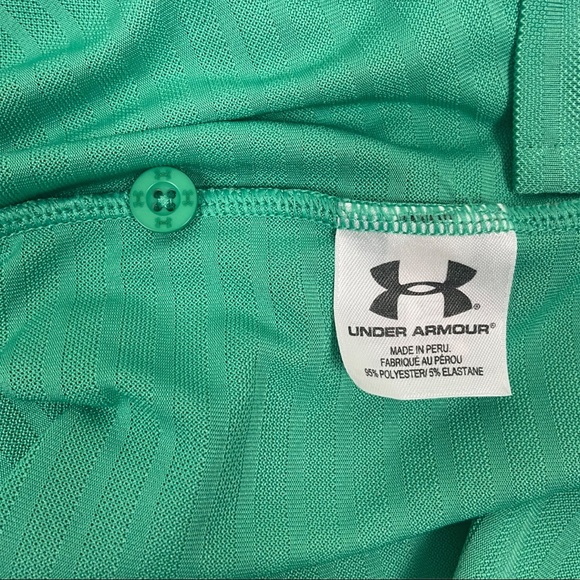 UNDER ARMOUR®
MADE IN PERU.
FABRIQUÉ AU PÉROU
95% POLYESTER/ 5% ELASTANE